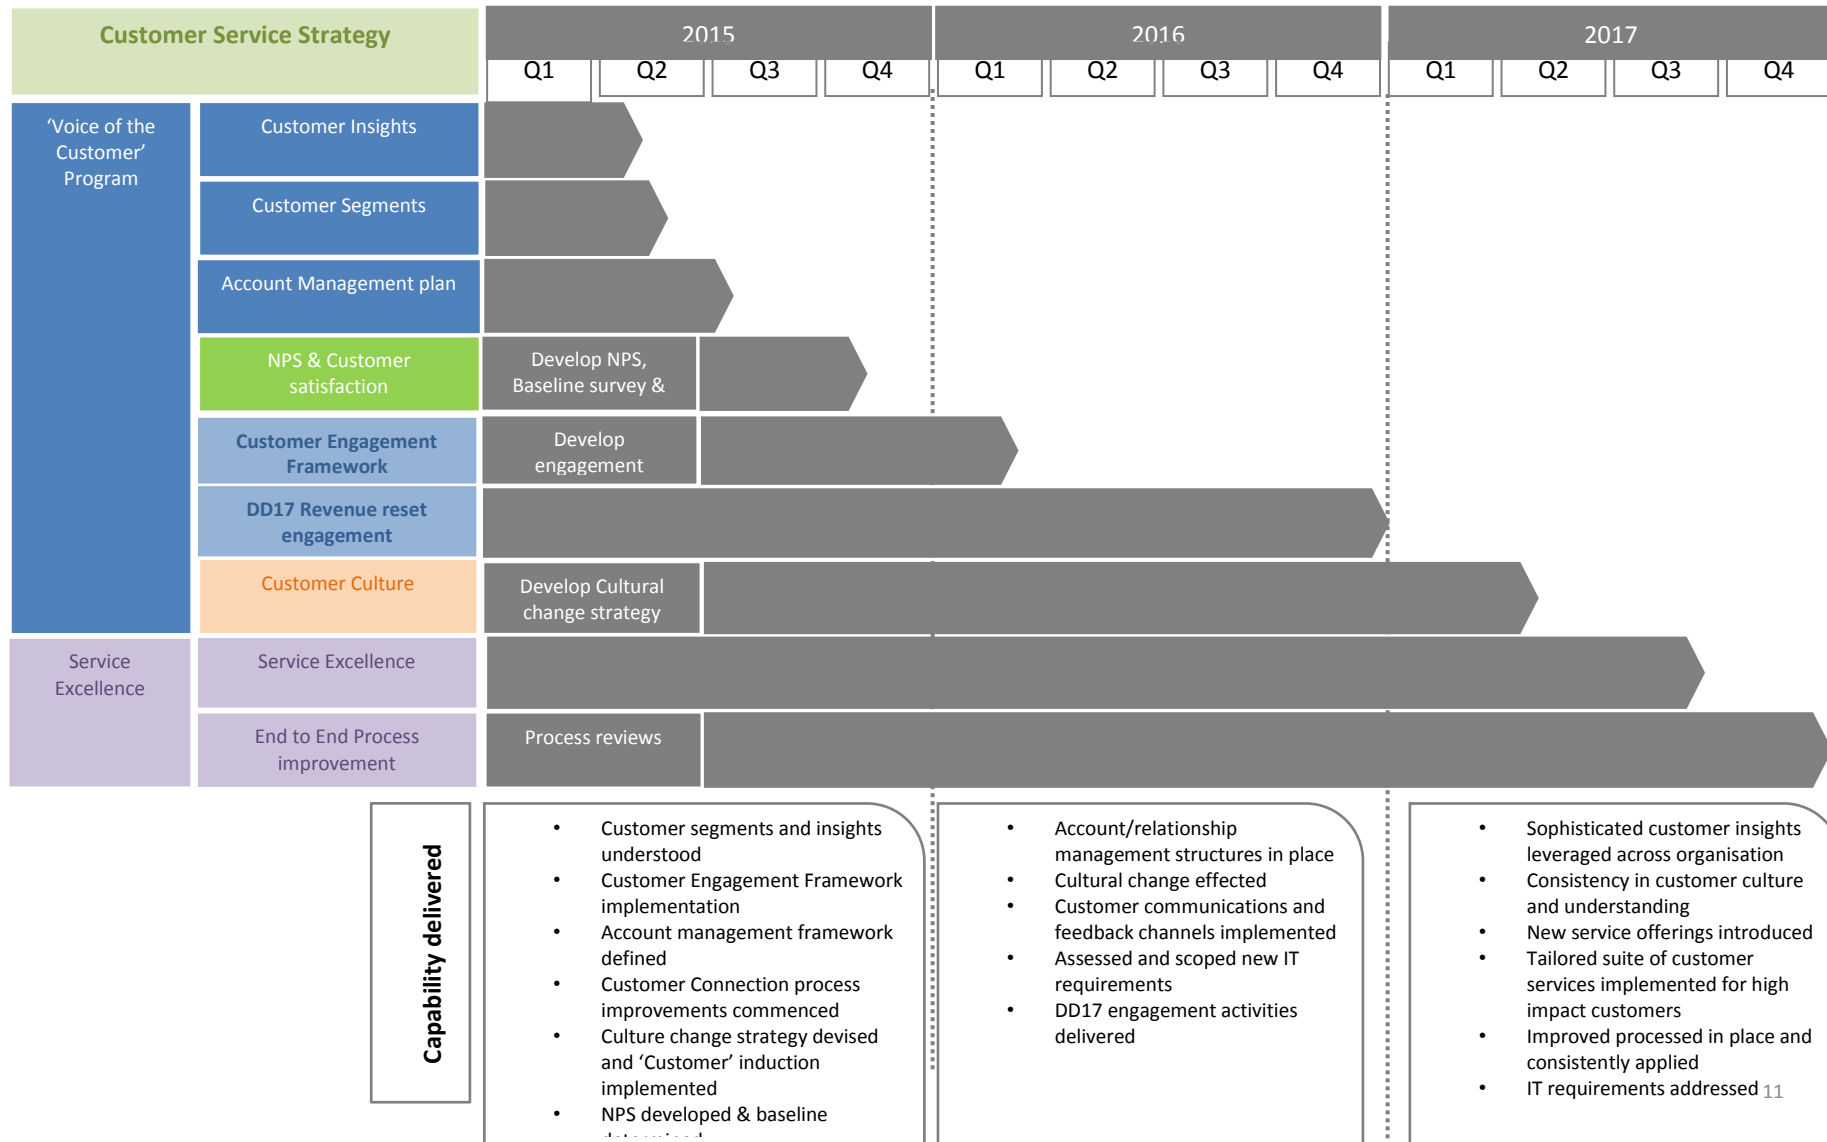 Customer Service Strategy
2015
2016
2017
Q1
Q2
Q3
Q4
Q1
Q2
Q3
Q4
Q1
Q2
Q3
Q4
‘Voice of the
Customer’
Program
Customer Insights
Customer Segments
Account Management plan
NPS & Customer
satisfaction
Develop NPS,
Baseline survey &
Customer Engagement
Framework
Develop
engagement
DD17 Revenue reset
engagement
Customer Culture
Develop Cultural
change strategy
Service
Excellence
Service Excellence
End to End Process
improvement
Process reviews
Capability delivered
• Customer segments and insights
understood
• Customer Engagement Framework
implementation
• Account management framework
defined
• Customer Connection process
improvements commenced
• Culture change strategy devised
and ‘Customer’ induction
implemented
• NPS developed & baseline
• Account/relationship
management structures in place
• Cultural change effected
• Customer communications and
feedback channels implemented
• Assessed and scoped new IT
requirements
• DD17 engagement activities
delivered
• Sophisticated customer insights
leveraged across organisation
• Consistency in customer culture
and understanding
• New service offerings introduced
• Tailored suite of customer
services implemented for high
impact customers
• Improved processed in place and
consistently applied
• IT requirements addressed
11